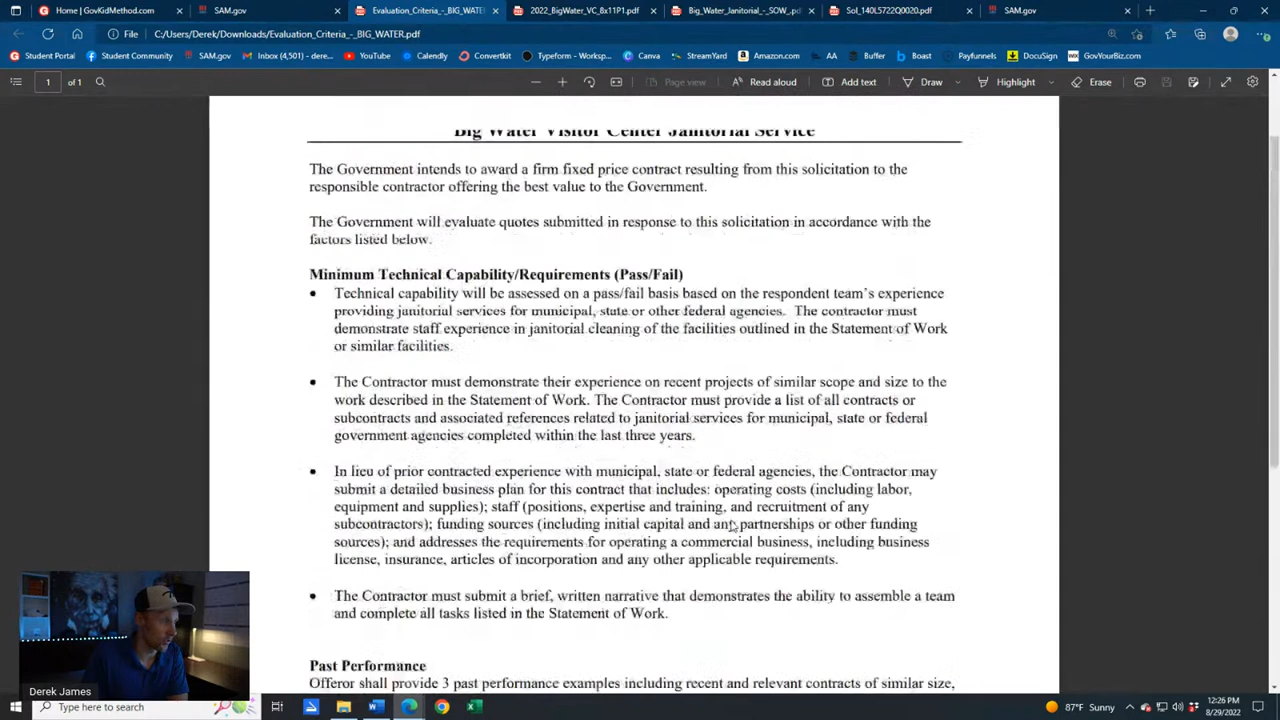 Home | GovKidMethod.com
SAM.gov
Evaluation_Criteria_-_BIG_WATE
2022_BigWater_VC_8x11P1.pdf
Big_Water_Janitorial_-_SOW_.pd
Sol_140L5722Q0020.pdf
SAM.gov
File
C:/Users/Derek/Downloads/Evaluation_Criteria_-_BIG_WATER.pdf
Student Portal
Student Community
SAM.gov
Inbox (4,501) - dere...
YouTube
Calendly
Convertkit
Typeform - Worksp...
Canva
StreamYard
Amazon.com
AA
Buffer
Boast
Payfunnels
DocuSign
GovYourBiz.com
1 of 1
Page view
Read aloud
Add text
Draw
Highlight
Erase
Big Water Visitor Center Janitorial Service
The Government intends to award a firm fixed price contract resulting from this solicitation to the
responsible contractor offering the best value to the Government.
The Government will evaluate quotes submitted in response to this solicitation in accordance with the
factors listed below.
Minimum Technical Capability/Requirements (Pass/Fail)
• Technical capability will be assessed on a pass/fail basis based on the respondent team's experience
providing janitorial services for municipal, state or other federal agencies. The contractor must
demonstrate staff experience in janitorial cleaning of the facilities outlined in the Statement of Work
or similar facilities.
• The Contractor must demonstrate their experience on recent projects of similar scope and size to the
work described in the Statement of Work. The Contractor must provide a list of all contracts or
subcontracts and associated references related to janitorial services for municipal, state or federal
government agencies completed within the last three years.
• In lieu of prior contracted experience with municipal, state or federal agencies, the Contractor may
submit a detailed business plan for this contract that includes: operating costs (including labor,
equipment and supplies); staff (positions, expertise and training, and recruitment of any
subcontractors); funding sources (including initial capital and any partnerships or other funding
sources); and addresses the requirements for operating a commercial business, including business
license, insurance, articles of incorporation and any other applicable requirements.
• The Contractor must submit a brief, written narrative that demonstrates the ability to assemble a team
and complete all tasks listed in the Statement of Work.
Past Performance
Offeror shall provide 3 past performance examples including recent and relevant contracts of similar size,
Derek James
Type here to search
87°F Sunny
12:26 PM
8/29/2022